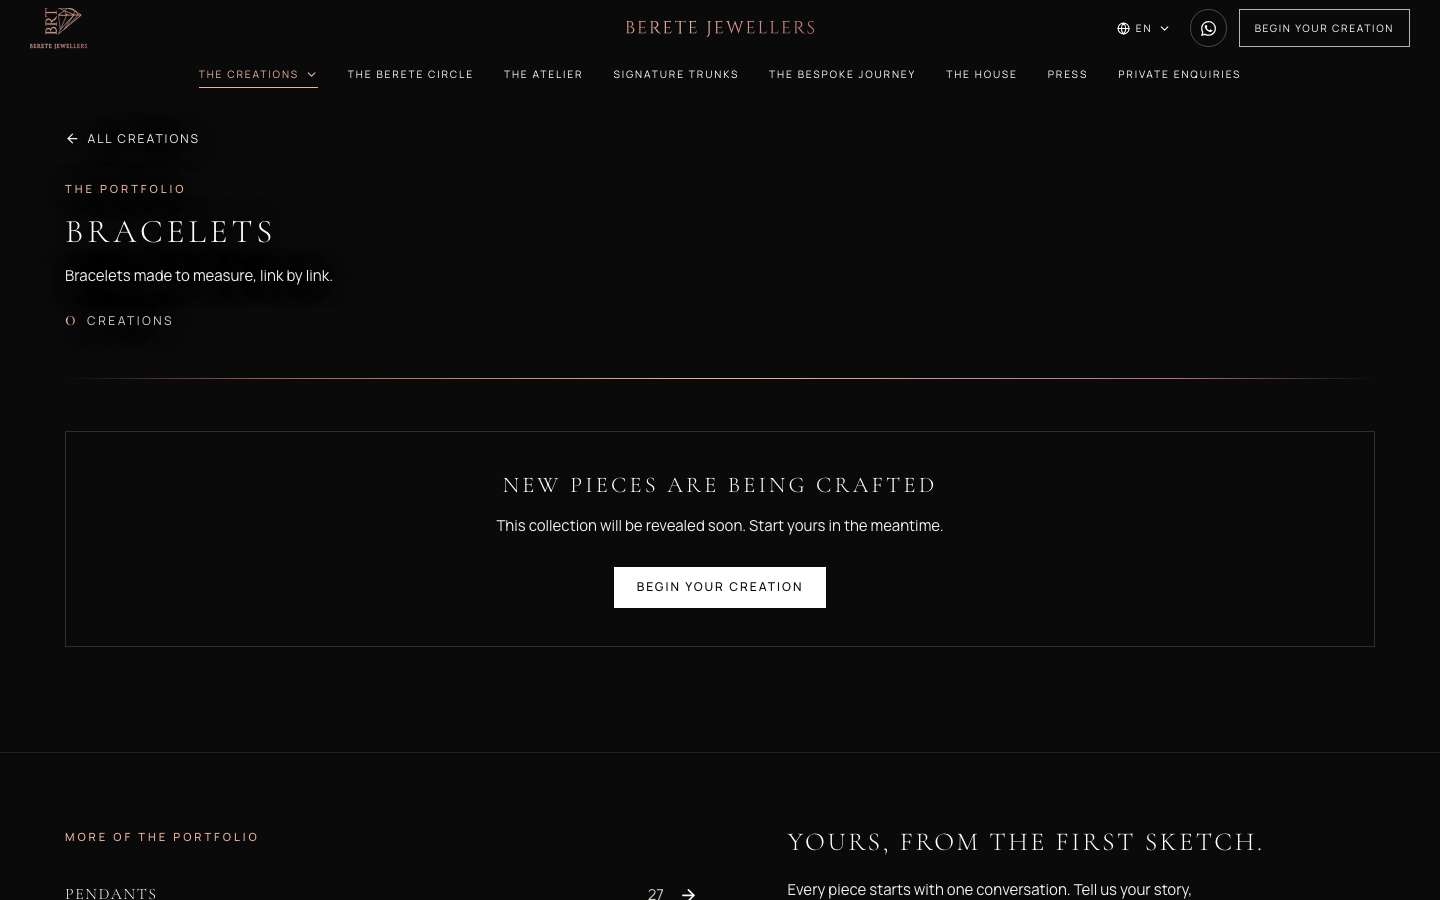 BRT
BERETE JEWELLERS
BERETE JEWELLERS
EN
BEGIN YOUR CREATION
THE CREATIONS
THE BERETE CIRCLE
THE ATELIER
SIGNATURE TRUNKS
THE BESPOKE JOURNEY
THE HOUSE
PRESS
PRIVATE ENQUIRIES
ALL CREATIONS
THE PORTFOLIO
BRACELETS
Bracelets made to measure, link by link.
0 CREATIONS
NEW PIECES ARE BEING CRAFTED
This collection will be revealed soon. Start yours in the meantime.
BEGIN YOUR CREATION
MORE OF THE PORTFOLIO
PENDANTS 27
YOURS, FROM THE FIRST SKETCH.
Every piece starts with one conversation. Tell us your story,